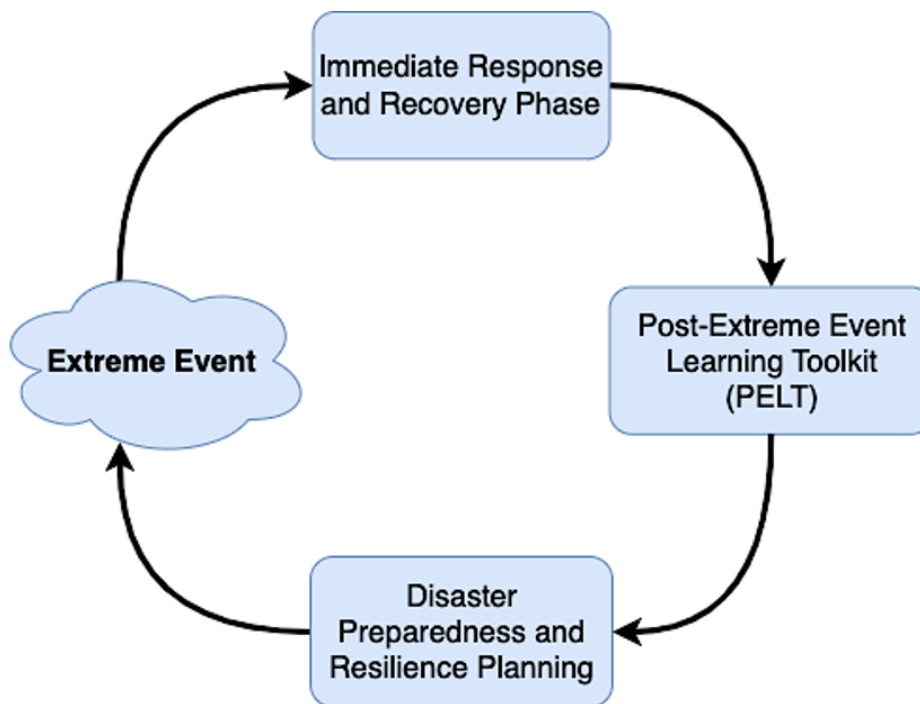 Immediate Response
and Recovery Phase
Extreme Event
Post-Extreme Event
Learning Toolkit
(PELT)
Disaster
Preparedness and
Resilience Planning